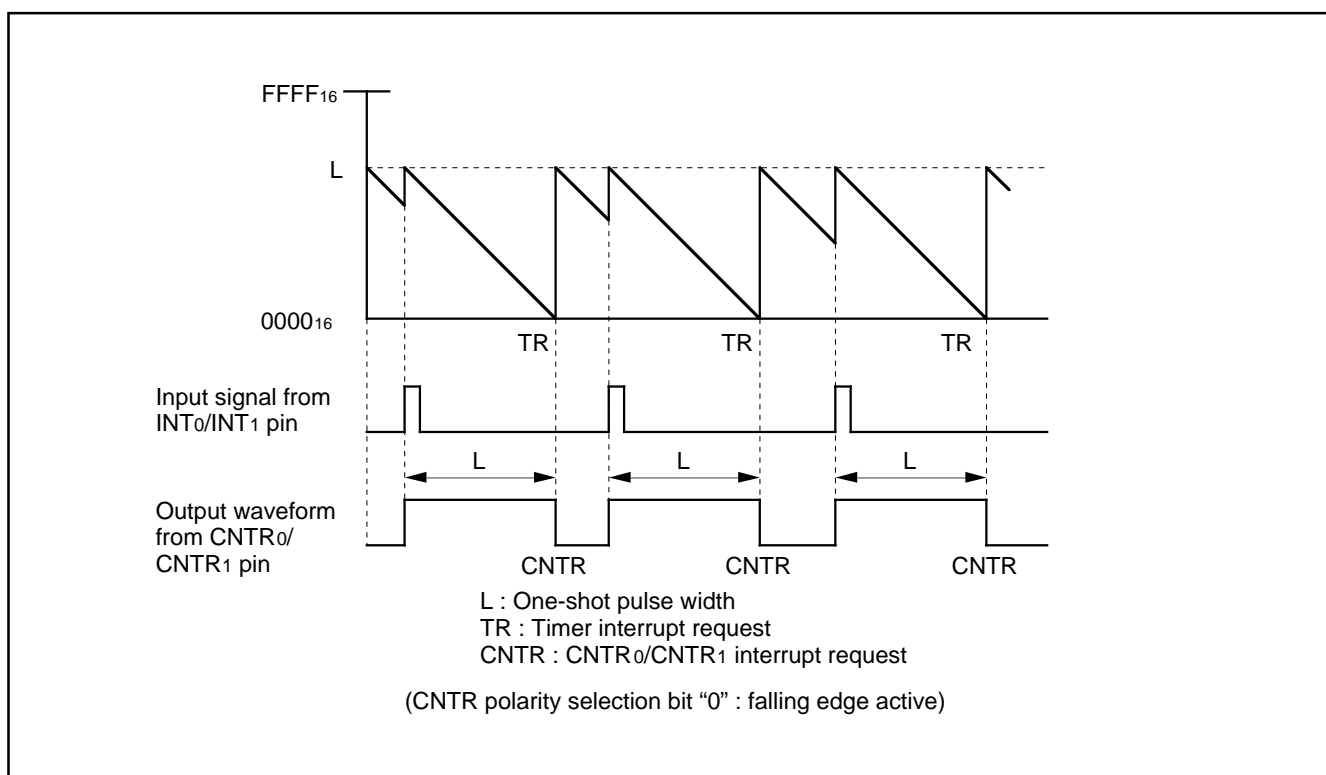 FFFF16
L
000016
TR TR TR
Input signal from
INT0/INT1 pin
L L L
Output waveform
from CNTR0/
CNTR1 pin
CNTR CNTR CNTR
L : One-shot pulse width
TR : Timer interrupt request
CNTR : CNTR0/CNTR1 interrupt request
(CNTR polarity selection bit “0” : falling edge active)